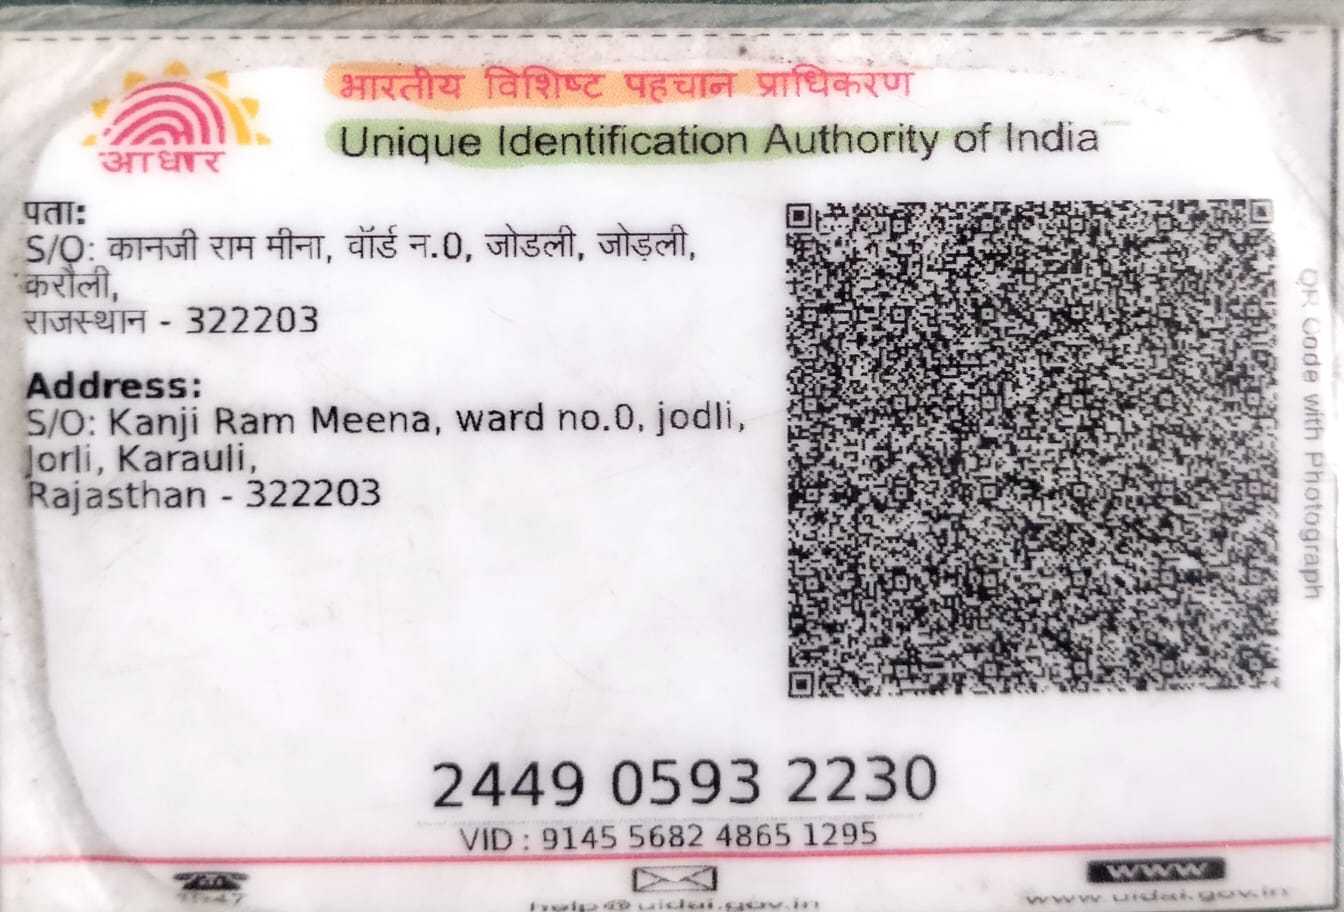 भारतीय विशिष्ट पहचान प्राधिकरण
Unique Identification Authority of India
आधार
पता:
S/O: कानजी राम मीना, वॉर्ड न.0, जोडली, जोड़ली,
करौली,
राजस्थान - 322203
Address:
S/O: Kanji Ram Meena, ward no.0, jodli,
Jorli, Karauli,
Rajasthan - 322203
QR Code with Photograph
2449 0593 2230
VID : 9145 5682 4865 1295
www
help@uidai.gov.in
www.uidai.gov.in